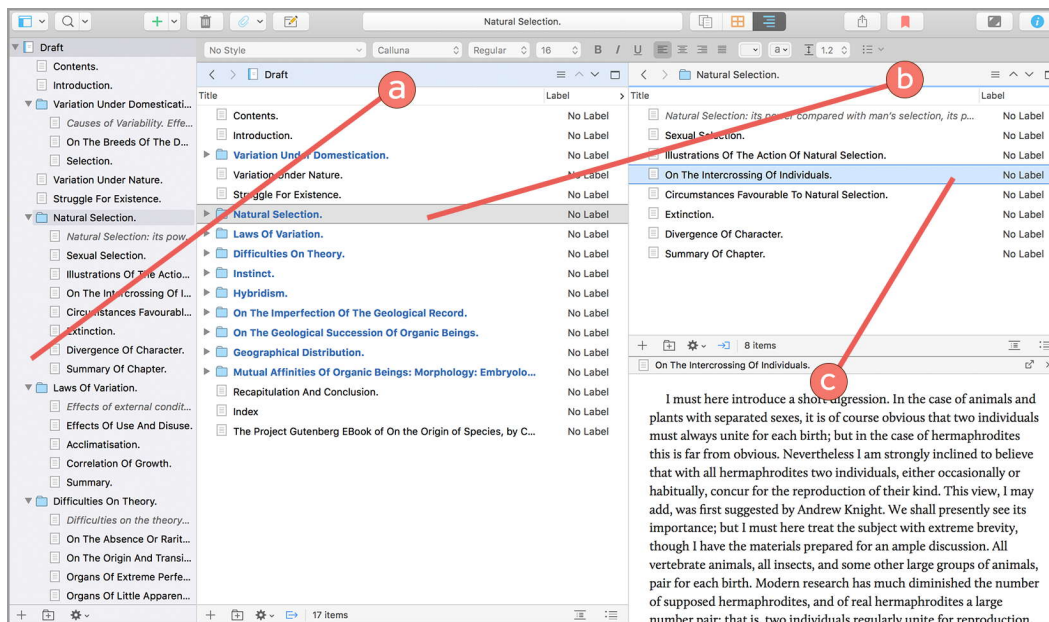 Natural Selection.
Draft
Contents.
Introduction.
Variation Under Domesticati...
Causes of Variability. Effe...
On The Breeds Of The D...
Selection.
Variation Under Nature.
Struggle For Existence.
Natural Selection.
Natural Selection: its pow...
Sexual Selection.
Illustrations Of The Actio...
On The Intercrossing Of I...
Circumstances Favourabl...
Extinction.
Divergence Of Character.
Summary Of Chapter.
Laws Of Variation.
Effects of external condit...
Effects Of Use And Disuse.
Acclimatisation.
Correlation Of Growth.
Summary.
Difficulties On Theory.
Difficulties on the theory...
On The Absence Or Rarit...
On The Origin And Transi...
Organs Of Extreme Perfe...
Organs Of Little Apparen...
No Style Calluna Regular 16 B I U a 1.2
Draft
Title Label
Contents. No Label
Introduction. No Label
Variation Under Domestication. No Label
Variation Under Nature. No Label
Struggle For Existence. No Label
Natural Selection. No Label
Laws Of Variation. No Label
Difficulties On Theory. No Label
Instinct. No Label
Hybridism. No Label
On The Imperfection Of The Geological Record. No Label
On The Geological Succession Of Organic Beings. No Label
Geographical Distribution. No Label
Mutual Affinities Of Organic Beings: Morphology: Embryolo... No Label
Recapitulation And Conclusion. No Label
Index No Label
The Project Gutenberg EBook of On the Origin of Species, by C... No Label
17 items
a
b
c
Natural Selection.
Title Label
Natural Selection: its power compared with man's selection, its p... No Label
Sexual Selection. No Label
Illustrations Of The Action Of Natural Selection. No Label
On The Intercrossing Of Individuals. No Label
Circumstances Favourable To Natural Selection. No Label
Extinction. No Label
Divergence Of Character. No Label
Summary Of Chapter. No Label
8 items
On The Intercrossing Of Individuals.
I must here introduce a short digression. In the case of animals and
plants with separated sexes, it is of course obvious that two individuals
must always unite for each birth; but in the case of hermaphrodites
this is far from obvious. Nevertheless I am strongly inclined to believe
that with all hermaphrodites two individuals, either occasionally or
habitually, concur for the reproduction of their kind. This view, I may
add, was first suggested by Andrew Knight. We shall presently see its
importance; but I must here treat the subject with extreme brevity,
though I have the materials prepared for an ample discussion. All
vertebrate animals, all insects, and some other large groups of animals,
pair for each birth. Modern research has much diminished the number
of supposed hermaphrodites, and of real hermaphrodites a large
number pair; that is, two individuals regularly unite for reproduction